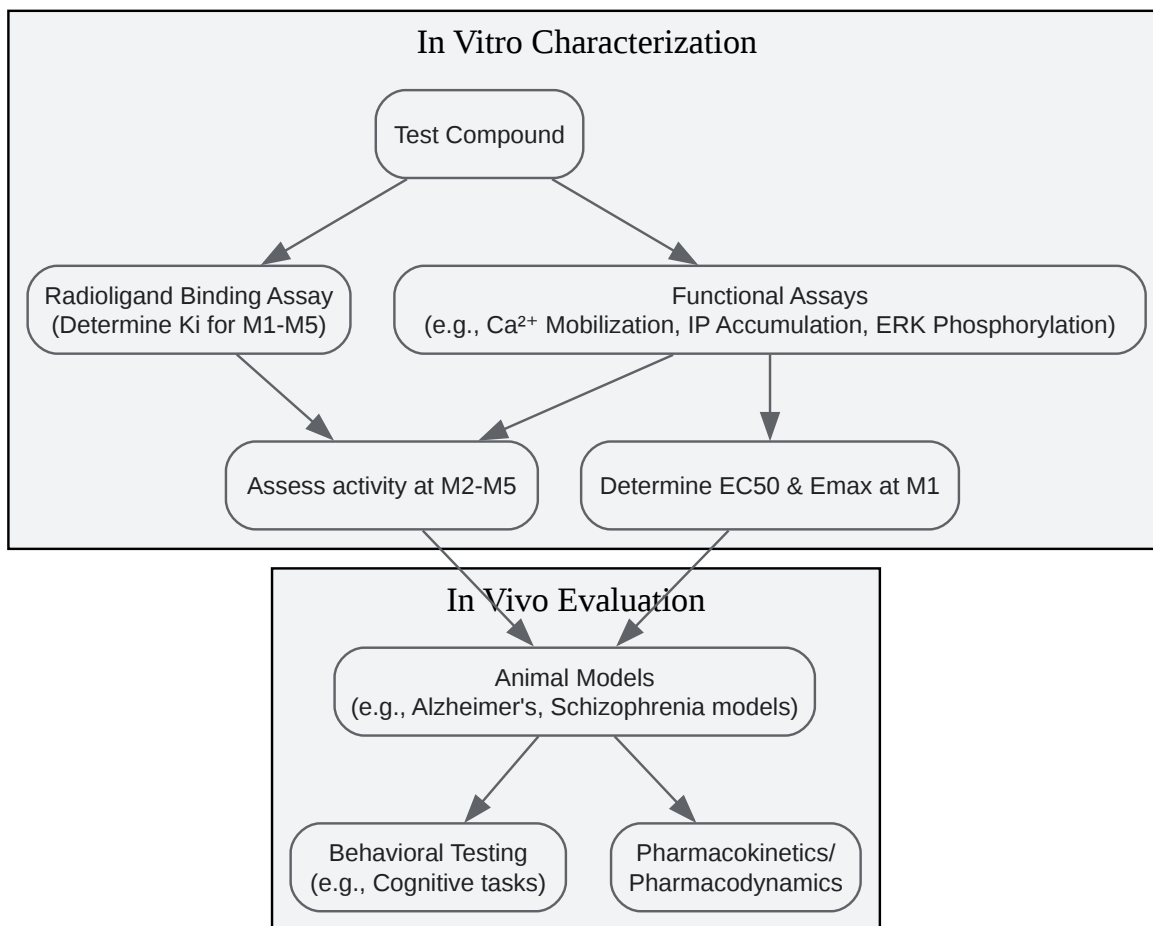 In Vitro Characterization
Test Compound
Radioligand Binding Assay
(Determine Ki for M1-M5)
Functional Assays
(e.g., Ca²⁺ Mobilization, IP Accumulation, ERK Phosphorylation)
Assess activity at M2-M5
Determine EC50 & Emax at M1
In Vivo Evaluation
Animal Models
(e.g., Alzheimer's, Schizophrenia models)
Behavioral Testing
(e.g., Cognitive tasks)
Pharmacokinetics/
Pharmacodynamics